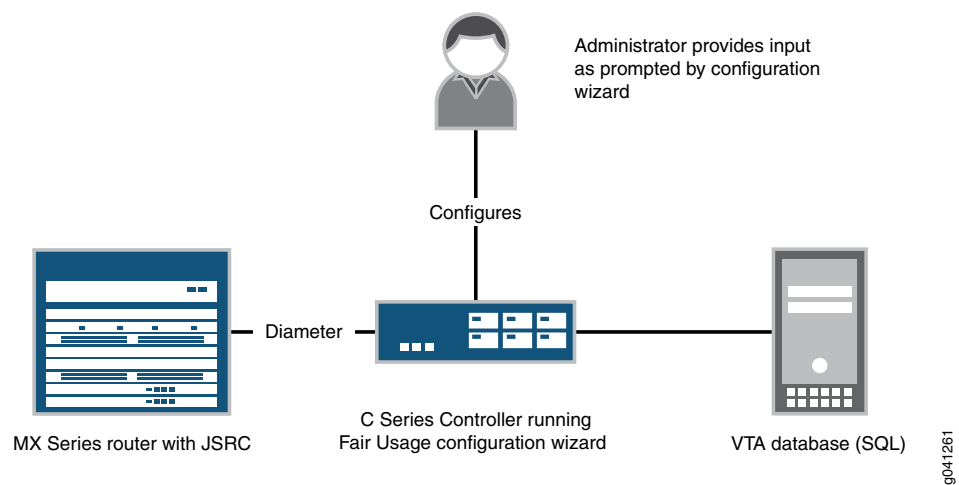 Administrator provides input
as prompted by configuration
wizard
Configures
Diameter
C Series Controller running
Fair Usage configuration wizard
MX Series router with JSRC
VTA database (SQL)
g041261